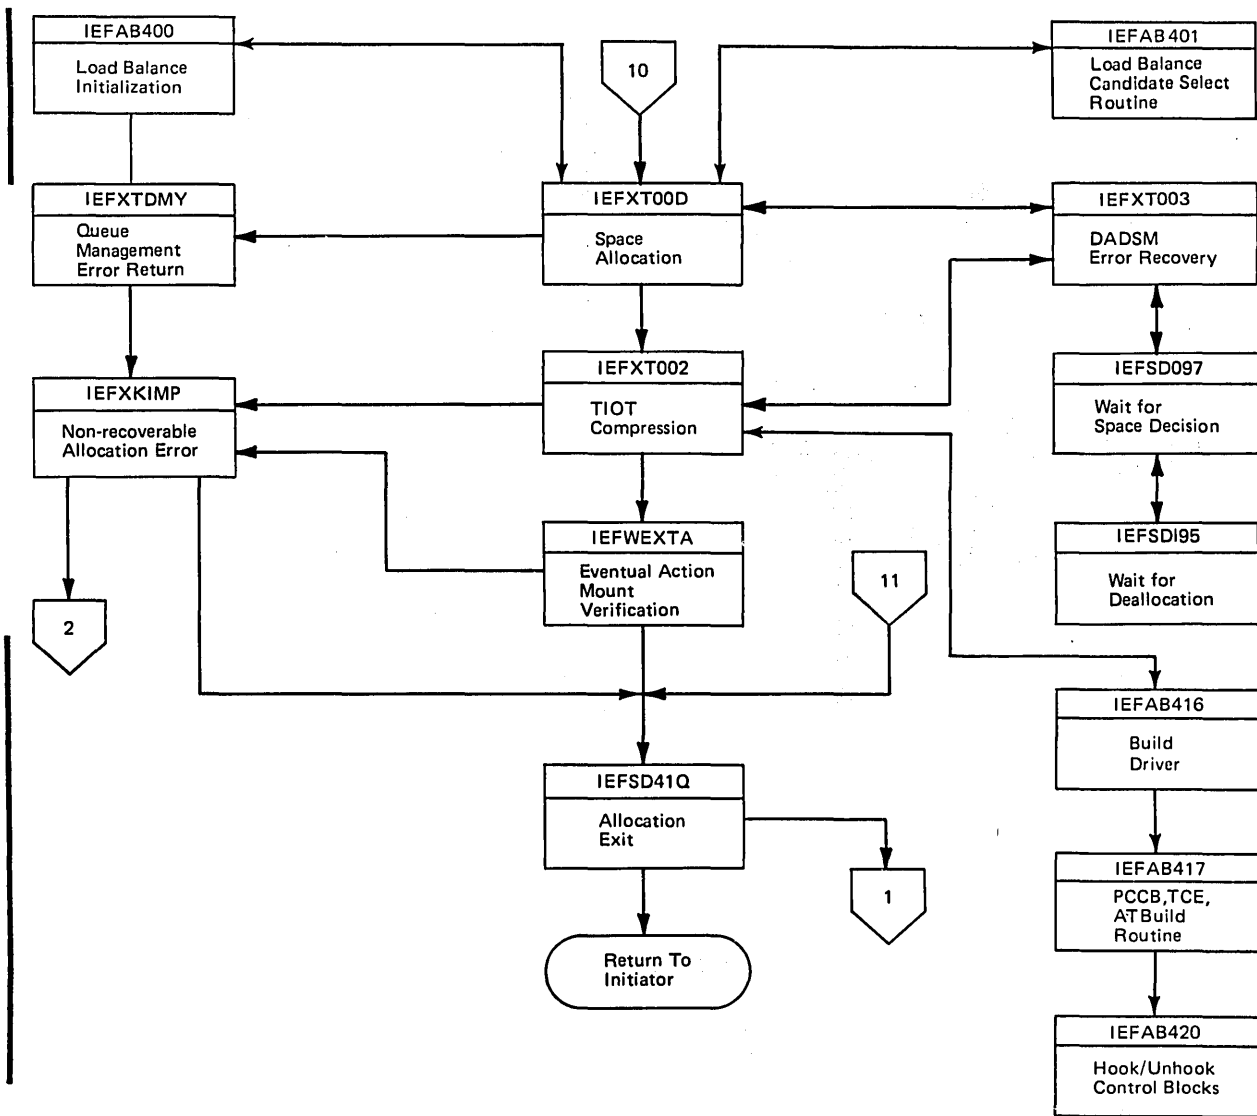 IEFAB400
Load Balance
Initialization
10
IEFAB401
Load Balance
Candidate Select
Routine
IEFXTDMY
Queue
Management
Error Return
IEFXT00D
Space
Allocation
IEFXT003
DADSM
Error Recovery
IEFXKIMP
Non-recoverable
Allocation Error
IEFXT002
TIOT
Compression
IEFSD097
Wait for
Space Decision
IEFWEXTA
Eventual Action
Mount
Verification
11
IEFSDI95
Wait for
Deallocation
2
IEFAB416
Build
Driver
IEFSD41Q
Allocation
Exit
1
IEFAB417
PCCB,TCE,
ATBuild
Routine
Return To
Initiator
IEFAB420
Hook/Unhook
Control Blocks